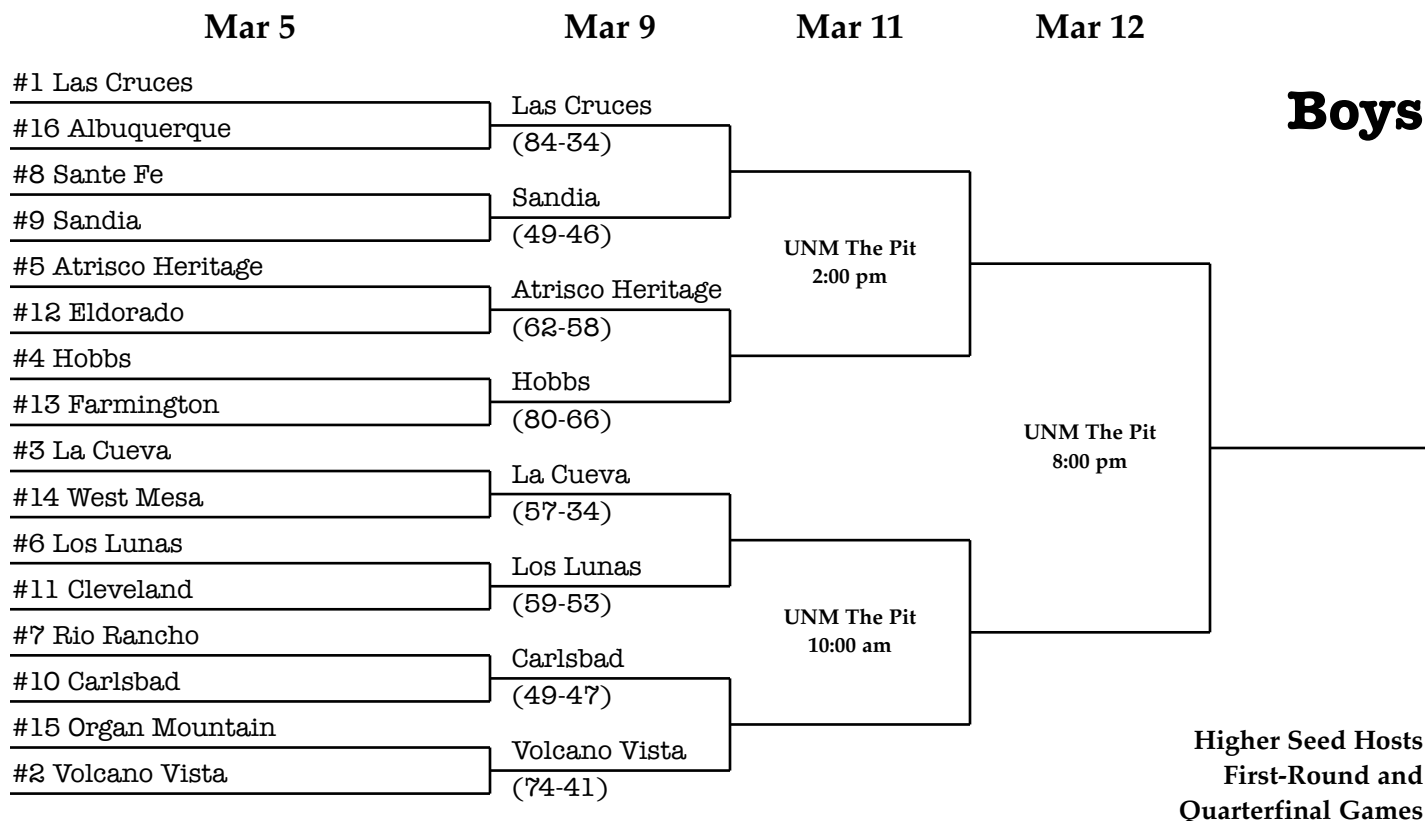 Mar 5 Mar 9 Mar 11 Mar 12
Boys
#1 Las Cruces
#16 Albuquerque
#8 Sante Fe
#9 Sandia
#5 Atrisco Heritage
#12 Eldorado
#4 Hobbs
#13 Farmington
#3 La Cueva
#14 West Mesa
#6 Los Lunas
#11 Cleveland
#7 Rio Rancho
#10 Carlsbad
#15 Organ Mountain
#2 Volcano Vista
Las Cruces
(84-34)
Sandia
(49-46)
Atrisco Heritage
(62-58)
Hobbs
(80-66)
La Cueva
(57-34)
Los Lunas
(59-53)
Carlsbad
(49-47)
Volcano Vista
(74-41)
UNM The Pit
2:00 pm
UNM The Pit
10:00 am
UNM The Pit
8:00 pm
Higher Seed Hosts
First-Round and
Quarterfinal Games